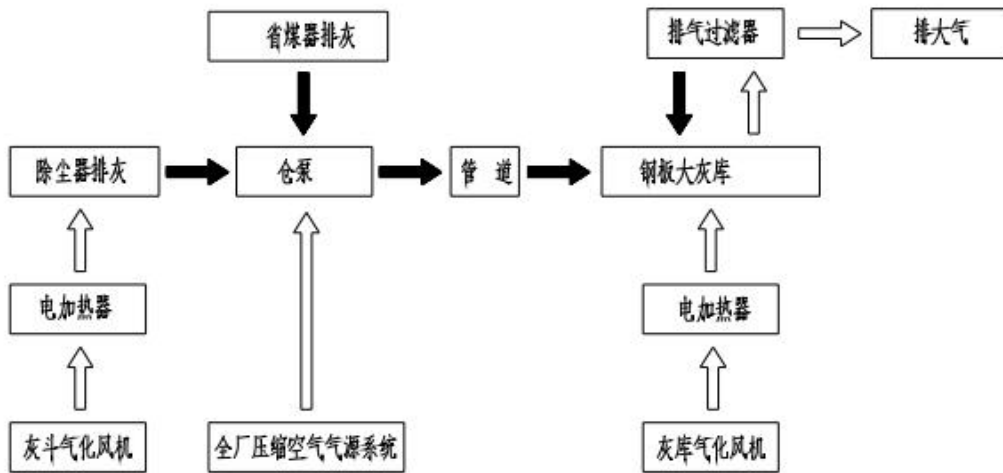 省煤器排灰
排气过滤器
排大气
除尘器排灰
仓泵
管 道
钢板大灰库
电加热器
电加热器
灰斗气化风机
全厂压缩空气气源系统
灰库气化风机